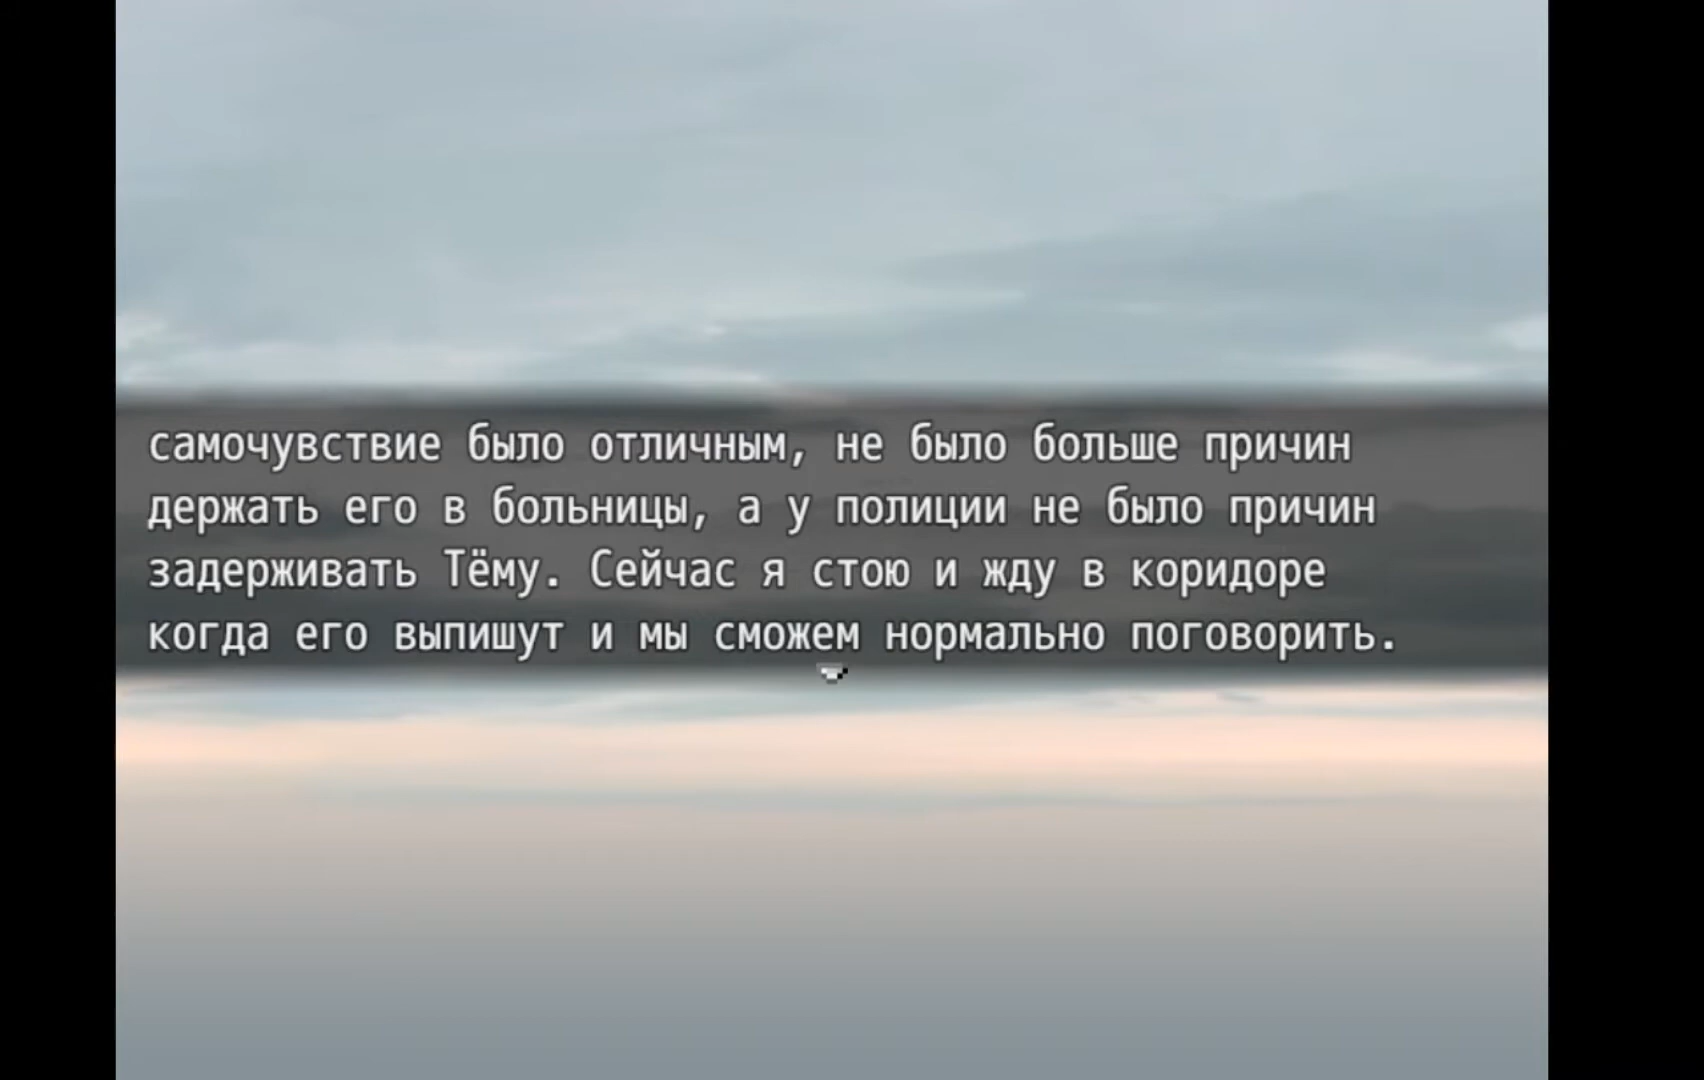 самочувствие было отличным, не было больше причин
держать его в больницы, а у полиции не было причин
задерживать Тёму. Сейчас я стою и жду в коридоре
когда его выпишут и мы сможем нормально поговорить.